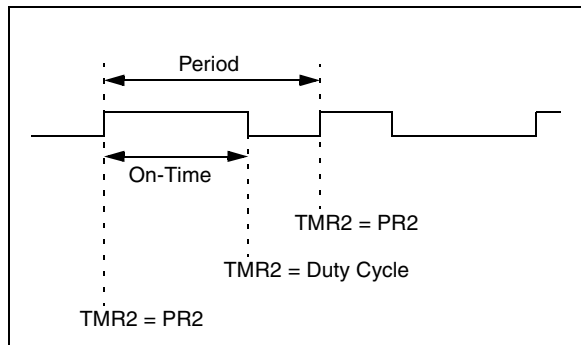 Period
On-Time
TMR2 = PR2
TMR2 = Duty Cycle
TMR2 = PR2